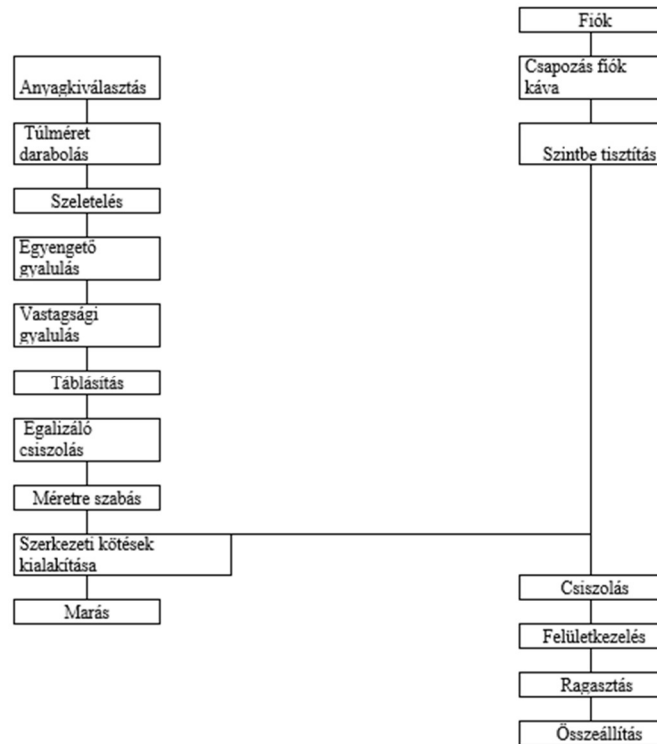 Anyagkiválasztás
Túlméret
darabolás
Szeletelés
Egyengető
gyalulás
Vastagsági
gyalulás
Táblásítás
Egalizáló
csiszolás
Méretre szabás
Szerkezeti kötések
kialakítása
Marás
Fiók
Csapozás fiók
káva
Szintbe tisztítás
Csiszolás
Felületkezelés
Ragasztás
Összeállítás